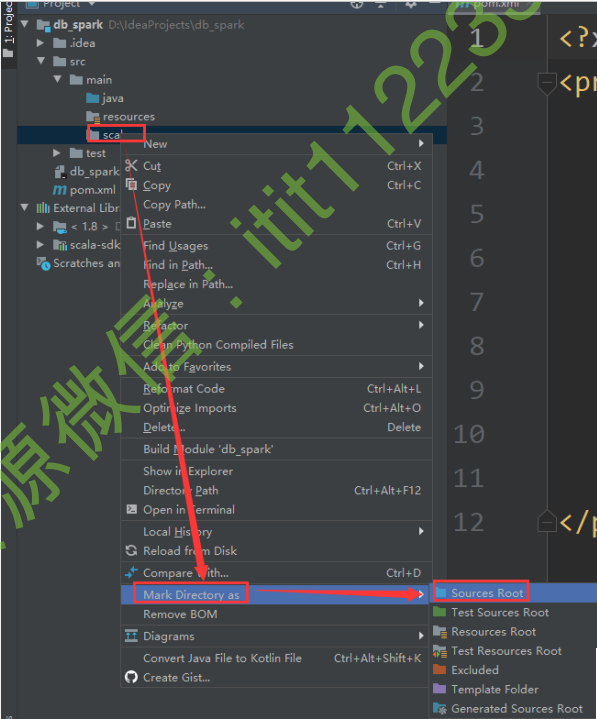 1: Project
Project
pom.xml
db_spark D:\IdeaProjects\db_spark
.idea
src
main
java
resources
scal
test
db_spark
pom.xml
External Libr
< 1.8 >
scala-sdk
Scratches an
New
Cut Ctrl+X
Copy Ctrl+C
Copy Path...
Paste Ctrl+V
Find Usages Ctrl+G
Find in Path... Ctrl+H
Replace in Path...
Analyze
Refactor
Clean Python Compiled Files
Add to Favorites
Reformat Code Ctrl+Alt+L
Optimize Imports Ctrl+Alt+O
Delete... Delete
Build Module 'db_spark'
Show in Explorer
Directory Path Ctrl+Alt+F12
Open in Terminal
Local History
Reload from Disk
Compare With... Ctrl+D
Mark Directory as
Remove BOM
Diagrams
Convert Java File to Kotlin File Ctrl+Alt+Shift+K
Create Gist...
Sources Root
Test Sources Root
Resources Root
Test Resources Root
Excluded
Template Folder
Generated Sources Root
1 <?x
2 <pr
3
4
5
6
7
8
9
10
11
12 </p
源微信：itit11223